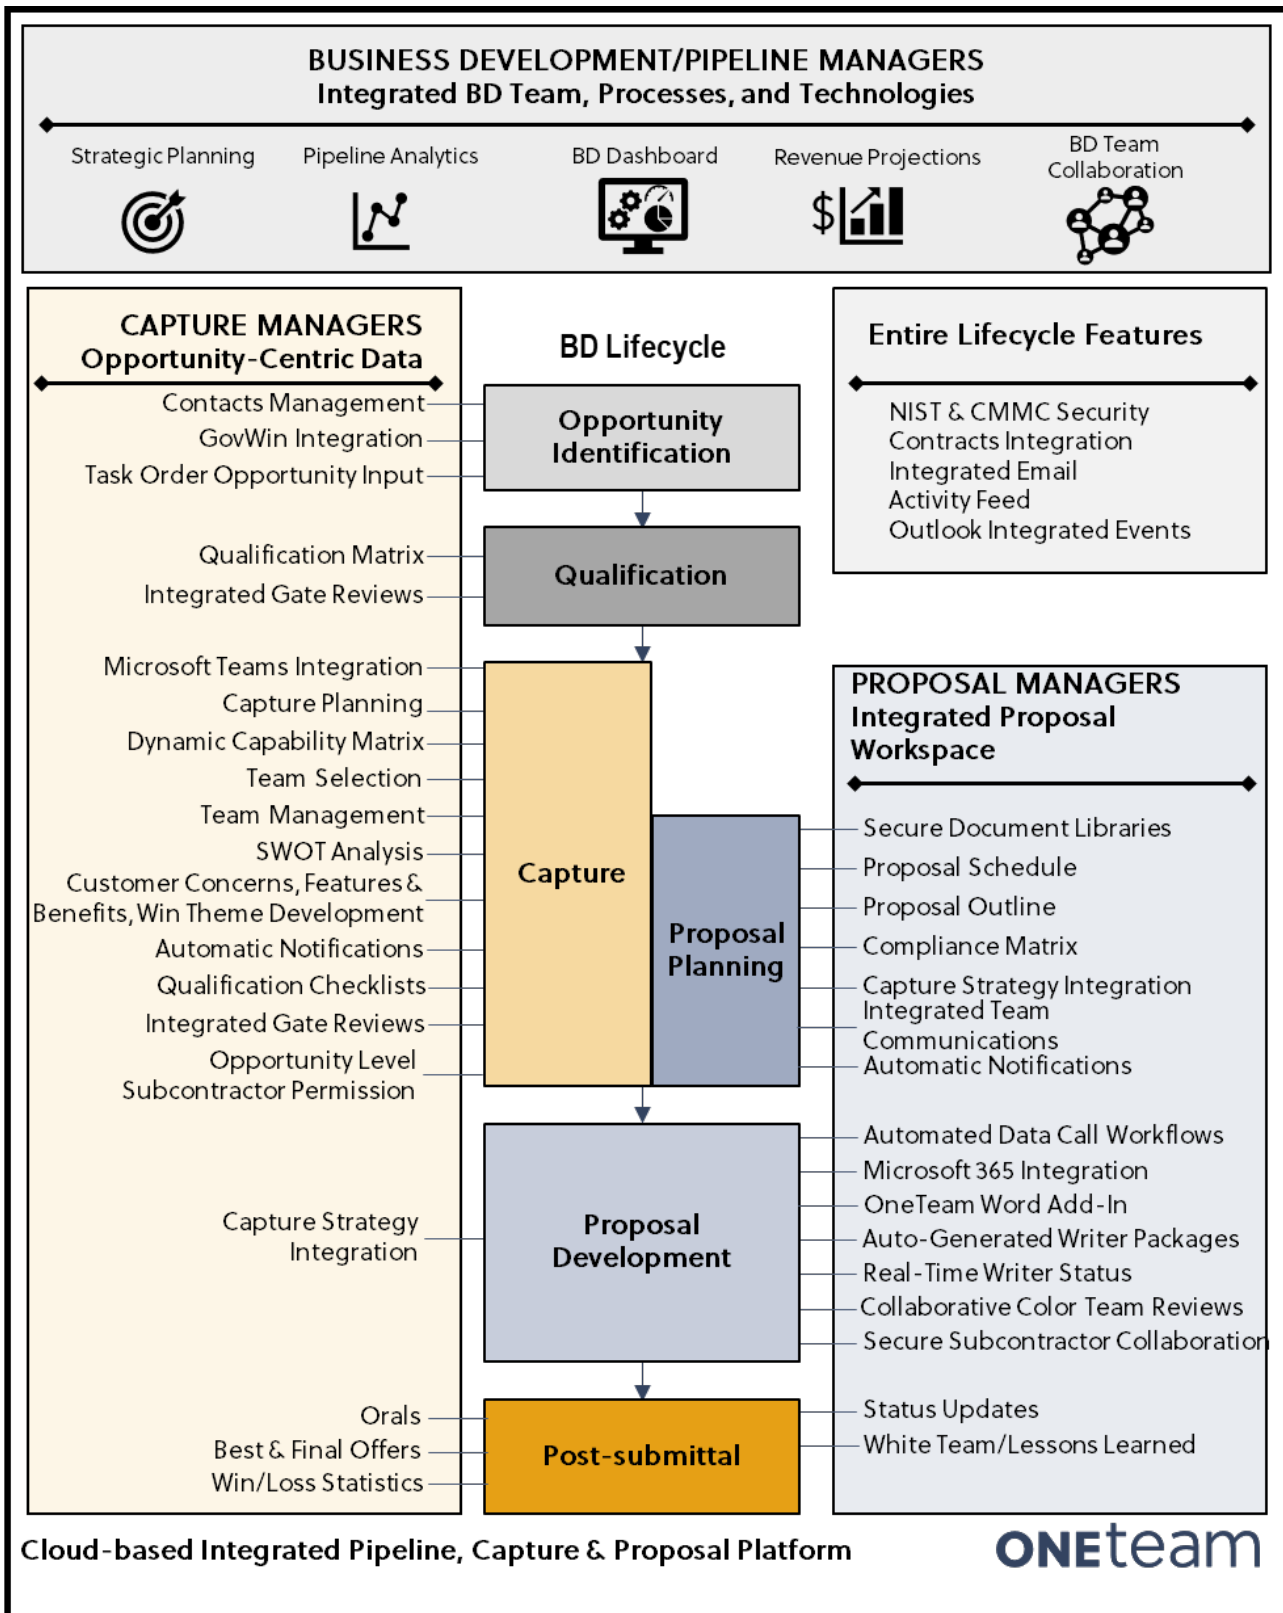 BUSINESS DEVELOPMENT/PIPELINE MANAGERS
Integrated BD Team, Processes, and Technologies
Strategic Planning
Pipeline Analytics
BD Dashboard
Revenue Projections
BD Team
Collaboration
$
CAPTURE MANAGERS
Opportunity-Centric Data
Contacts Management
GovWin Integration
Task Order Opportunity Input
Qualification Matrix
Integrated Gate Reviews
Microsoft Teams Integration
Capture Planning
Dynamic Capability Matrix
Team Selection
Team Management
SWOT Analysis
Customer Concerns, Features &
Benefits, Win Theme Development
Automatic Notifications
Qualification Checklists
Integrated Gate Reviews
Opportunity Level
Subcontractor Permission
Capture Strategy
Integration
Orals
Best & Final Offers
Win/Loss Statistics
BD Lifecycle
Opportunity
Identification
Qualification
Capture
Proposal
Planning
Proposal
Development
Post-submittal
Entire Lifecycle Features
NIST & CMMC Security
Contracts Integration
Integrated Email
Activity Feed
Outlook Integrated Events
PROPOSAL MANAGERS
Integrated Proposal
Workspace
Secure Document Libraries
Proposal Schedule
Proposal Outline
Compliance Matrix
Capture Strategy Integration
Integrated Team
Communications
Automatic Notifications
Automated Data Call Workflows
Microsoft 365 Integration
OneTeam Word Add-In
Auto-Generated Writer Packages
Real-Time Writer Status
Collaborative Color Team Reviews
Secure Subcontractor Collaboration
Status Updates
White Team/Lessons Learned
Cloud-based Integrated Pipeline, Capture & Proposal Platform
ONEteam